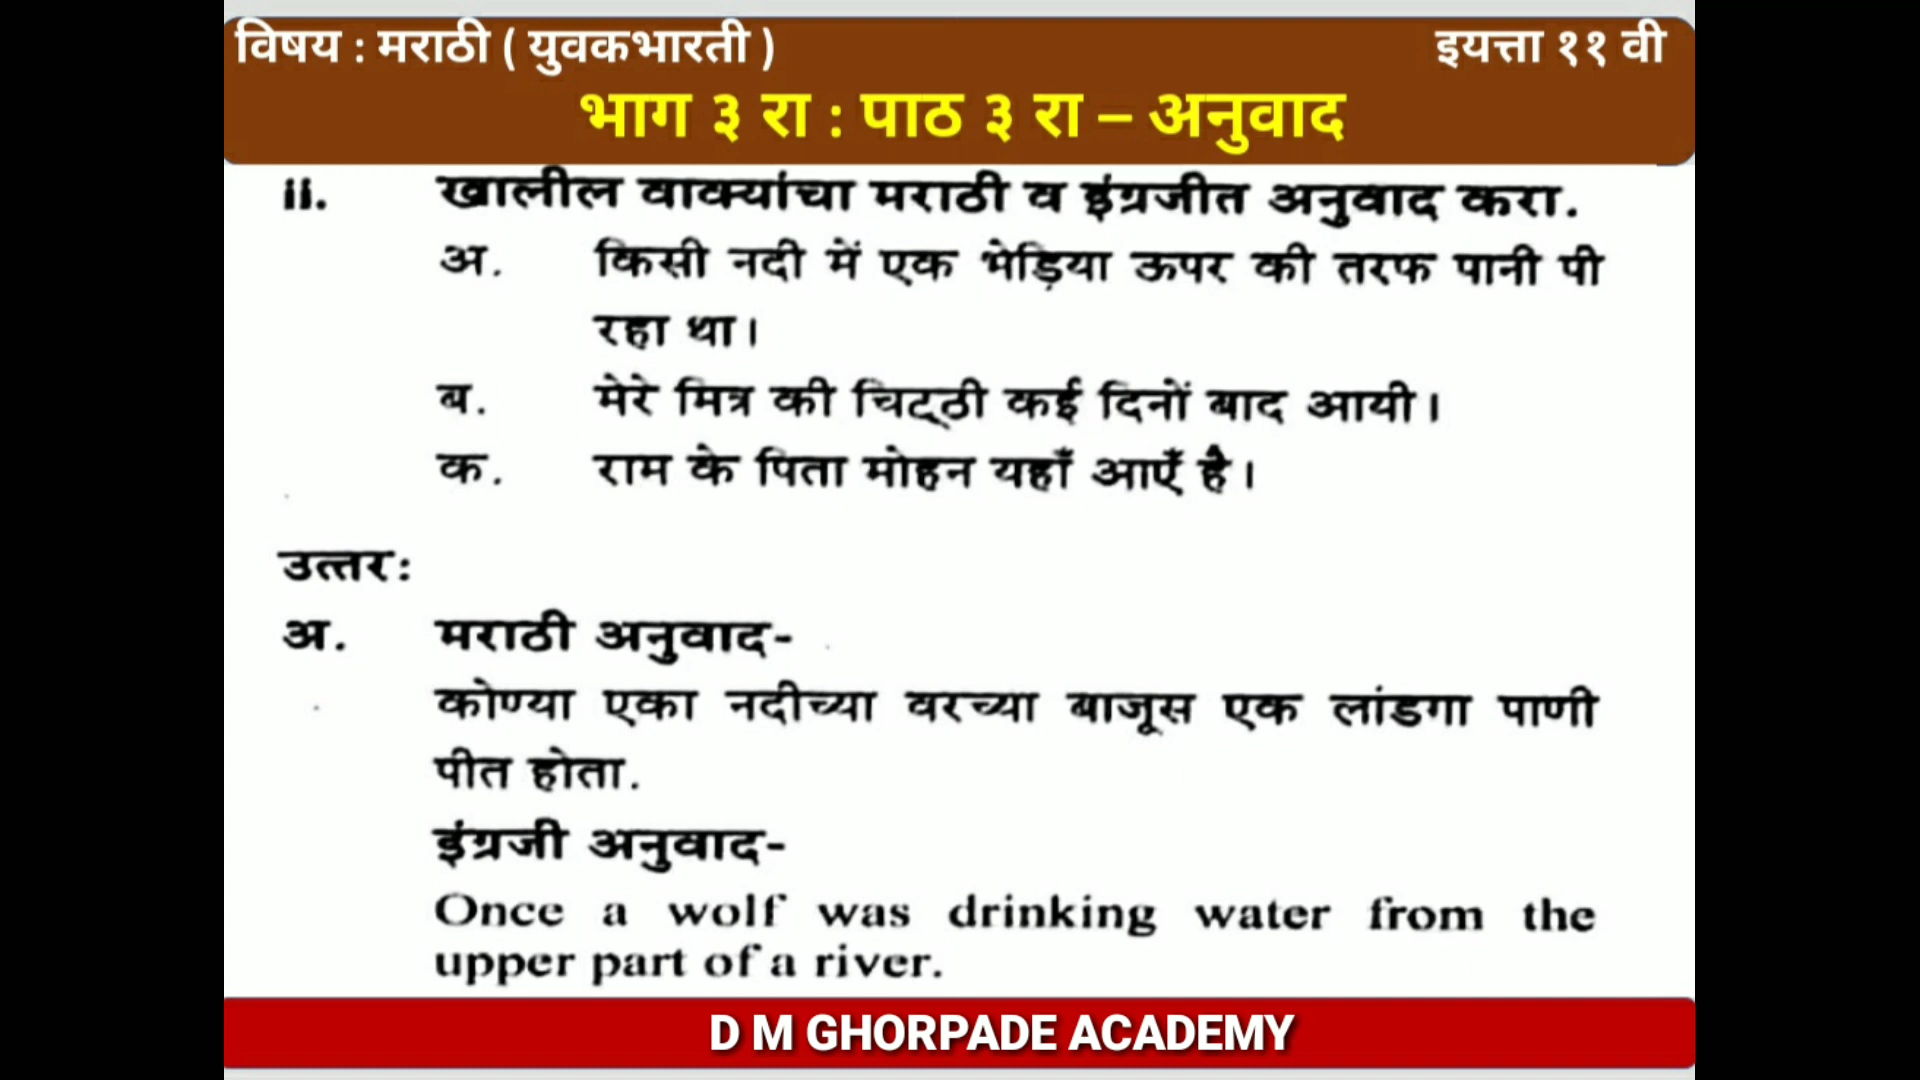 विषय : मराठी ( युवकभारती )
इयत्ता ११ वी
भाग ३ रा : पाठ ३ रा – अनुवाद
ii. खालील वाक्यांचा मराठी व इंग्रजीत अनुवाद करा.
अ. किसी नदी में एक भेड़िया ऊपर की तरफ पानी पी
रहा था।
ब. मेरे मित्र की चिट्ठी कई दिनों बाद आयी।
क. राम के पिता मोहन यहाँ आएँ है।
उत्तर:
अ. मराठी अनुवाद-
कोण्या एका नदीच्या वरच्या बाजूस एक लांडगा पाणी
पीत होता.
इंग्रजी अनुवाद-
Once a wolf was drinking water from the
upper part of a river.
D M GHORPADE ACADEMY